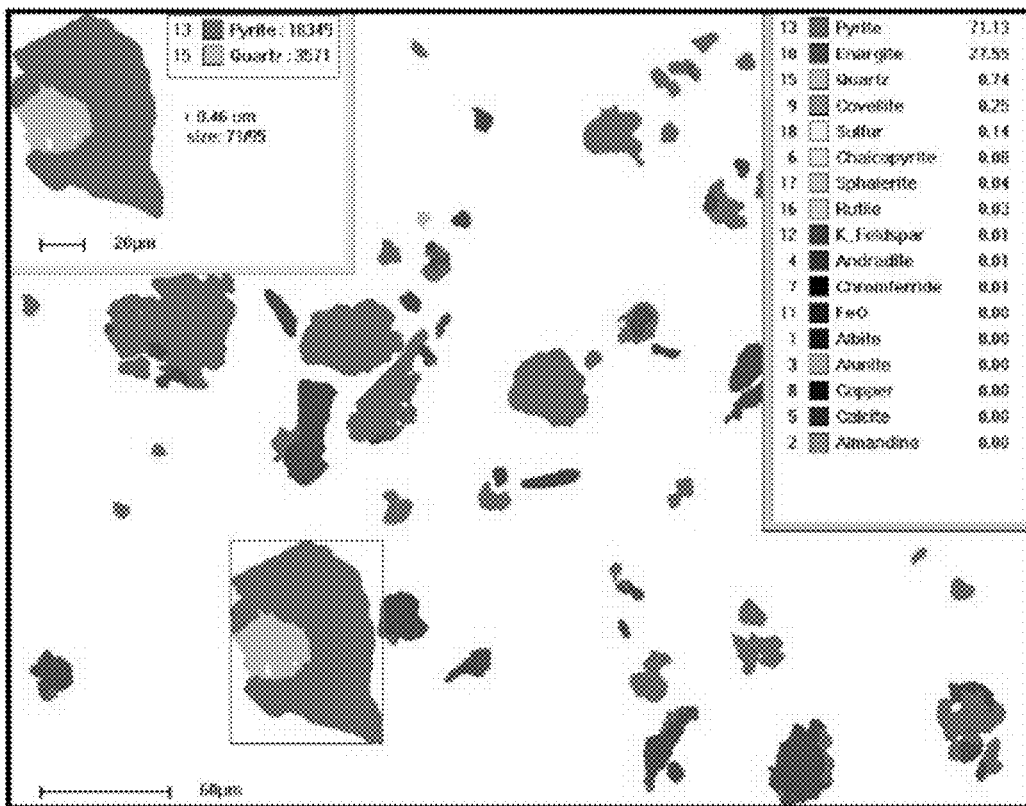 13 Pyrite: 18349
15 Quartz: 3571
size: 71/95
20µm
13 Pyrite 71.13
10 Enargite 27.55
15 Quartz 0.74
9 Covellite 0.25
18 Sulfur 0.14
6 Chalcopyrite 0.08
17 Sphalerite 0.04
16 Rutile 0.03
12 K_Feldspar 0.01
4 Andradite 0.01
7 Chromferride 0.01
11 FeO 0.00
1 Albite 0.00
3 Alunite 0.00
8 Copper 0.00
5 Calcite 0.00
2 Almandine 0.00
60µm